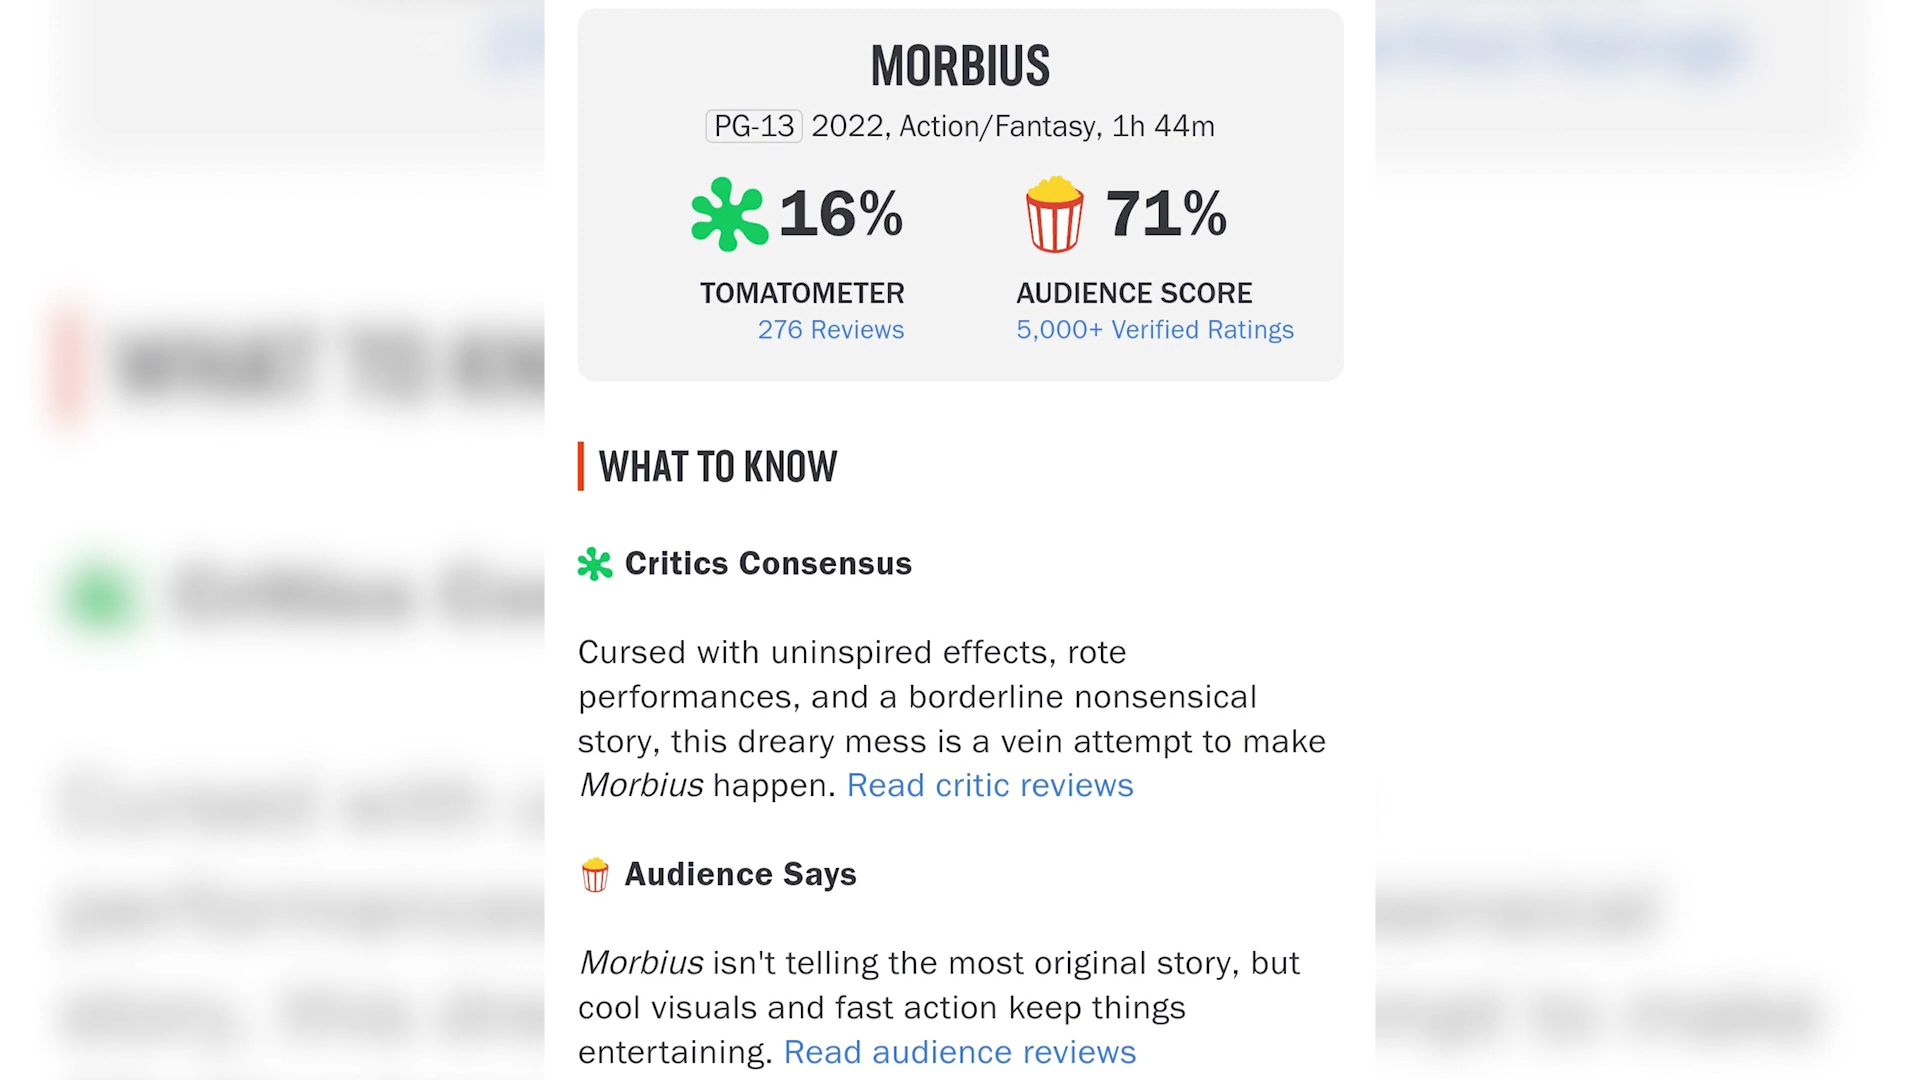 MORBIUS
PG-13 2022, Action/Fantasy, 1h 44m
16% 71%
TOMATOMETER AUDIENCE SCORE
276 Reviews 5,000+ Verified Ratings
WHAT TO KNOW
Critics Consensus
Cursed with uninspired effects, rote
performances, and a borderline nonsensical
story, this dreary mess is a vein attempt to make
Morbius happen. Read critic reviews
Audience Says
Morbius isn't telling the most original story, but
cool visuals and fast action keep things
entertaining. Read audience reviews